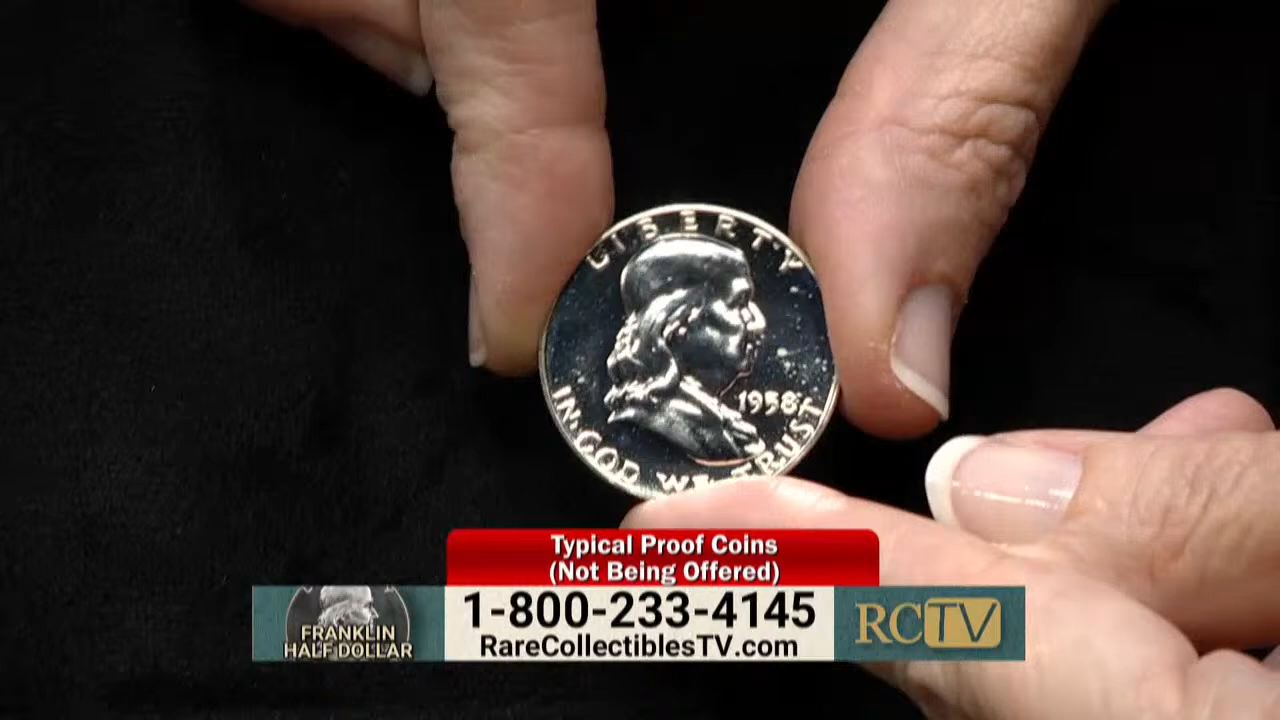 LIBERTY
1958
IN GOD WE TRUST
Typical Proof Coins
(Not Being Offered)
FRANKLIN
HALF DOLLAR
1-800-233-4145
RareCollectiblesTV.com
RCTV